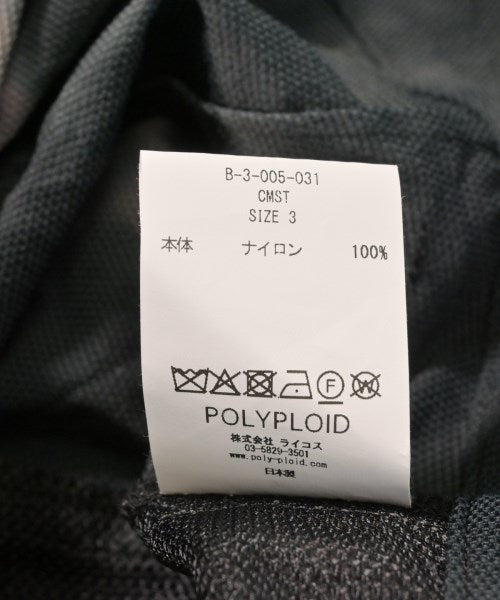 B-3-005-031
CMST
SIZE 3
本体 ナイロン 100%
F W
POLYPLOID
株式会社 ライコス
03-5829-3501
www.poly-ploid.com
日本製